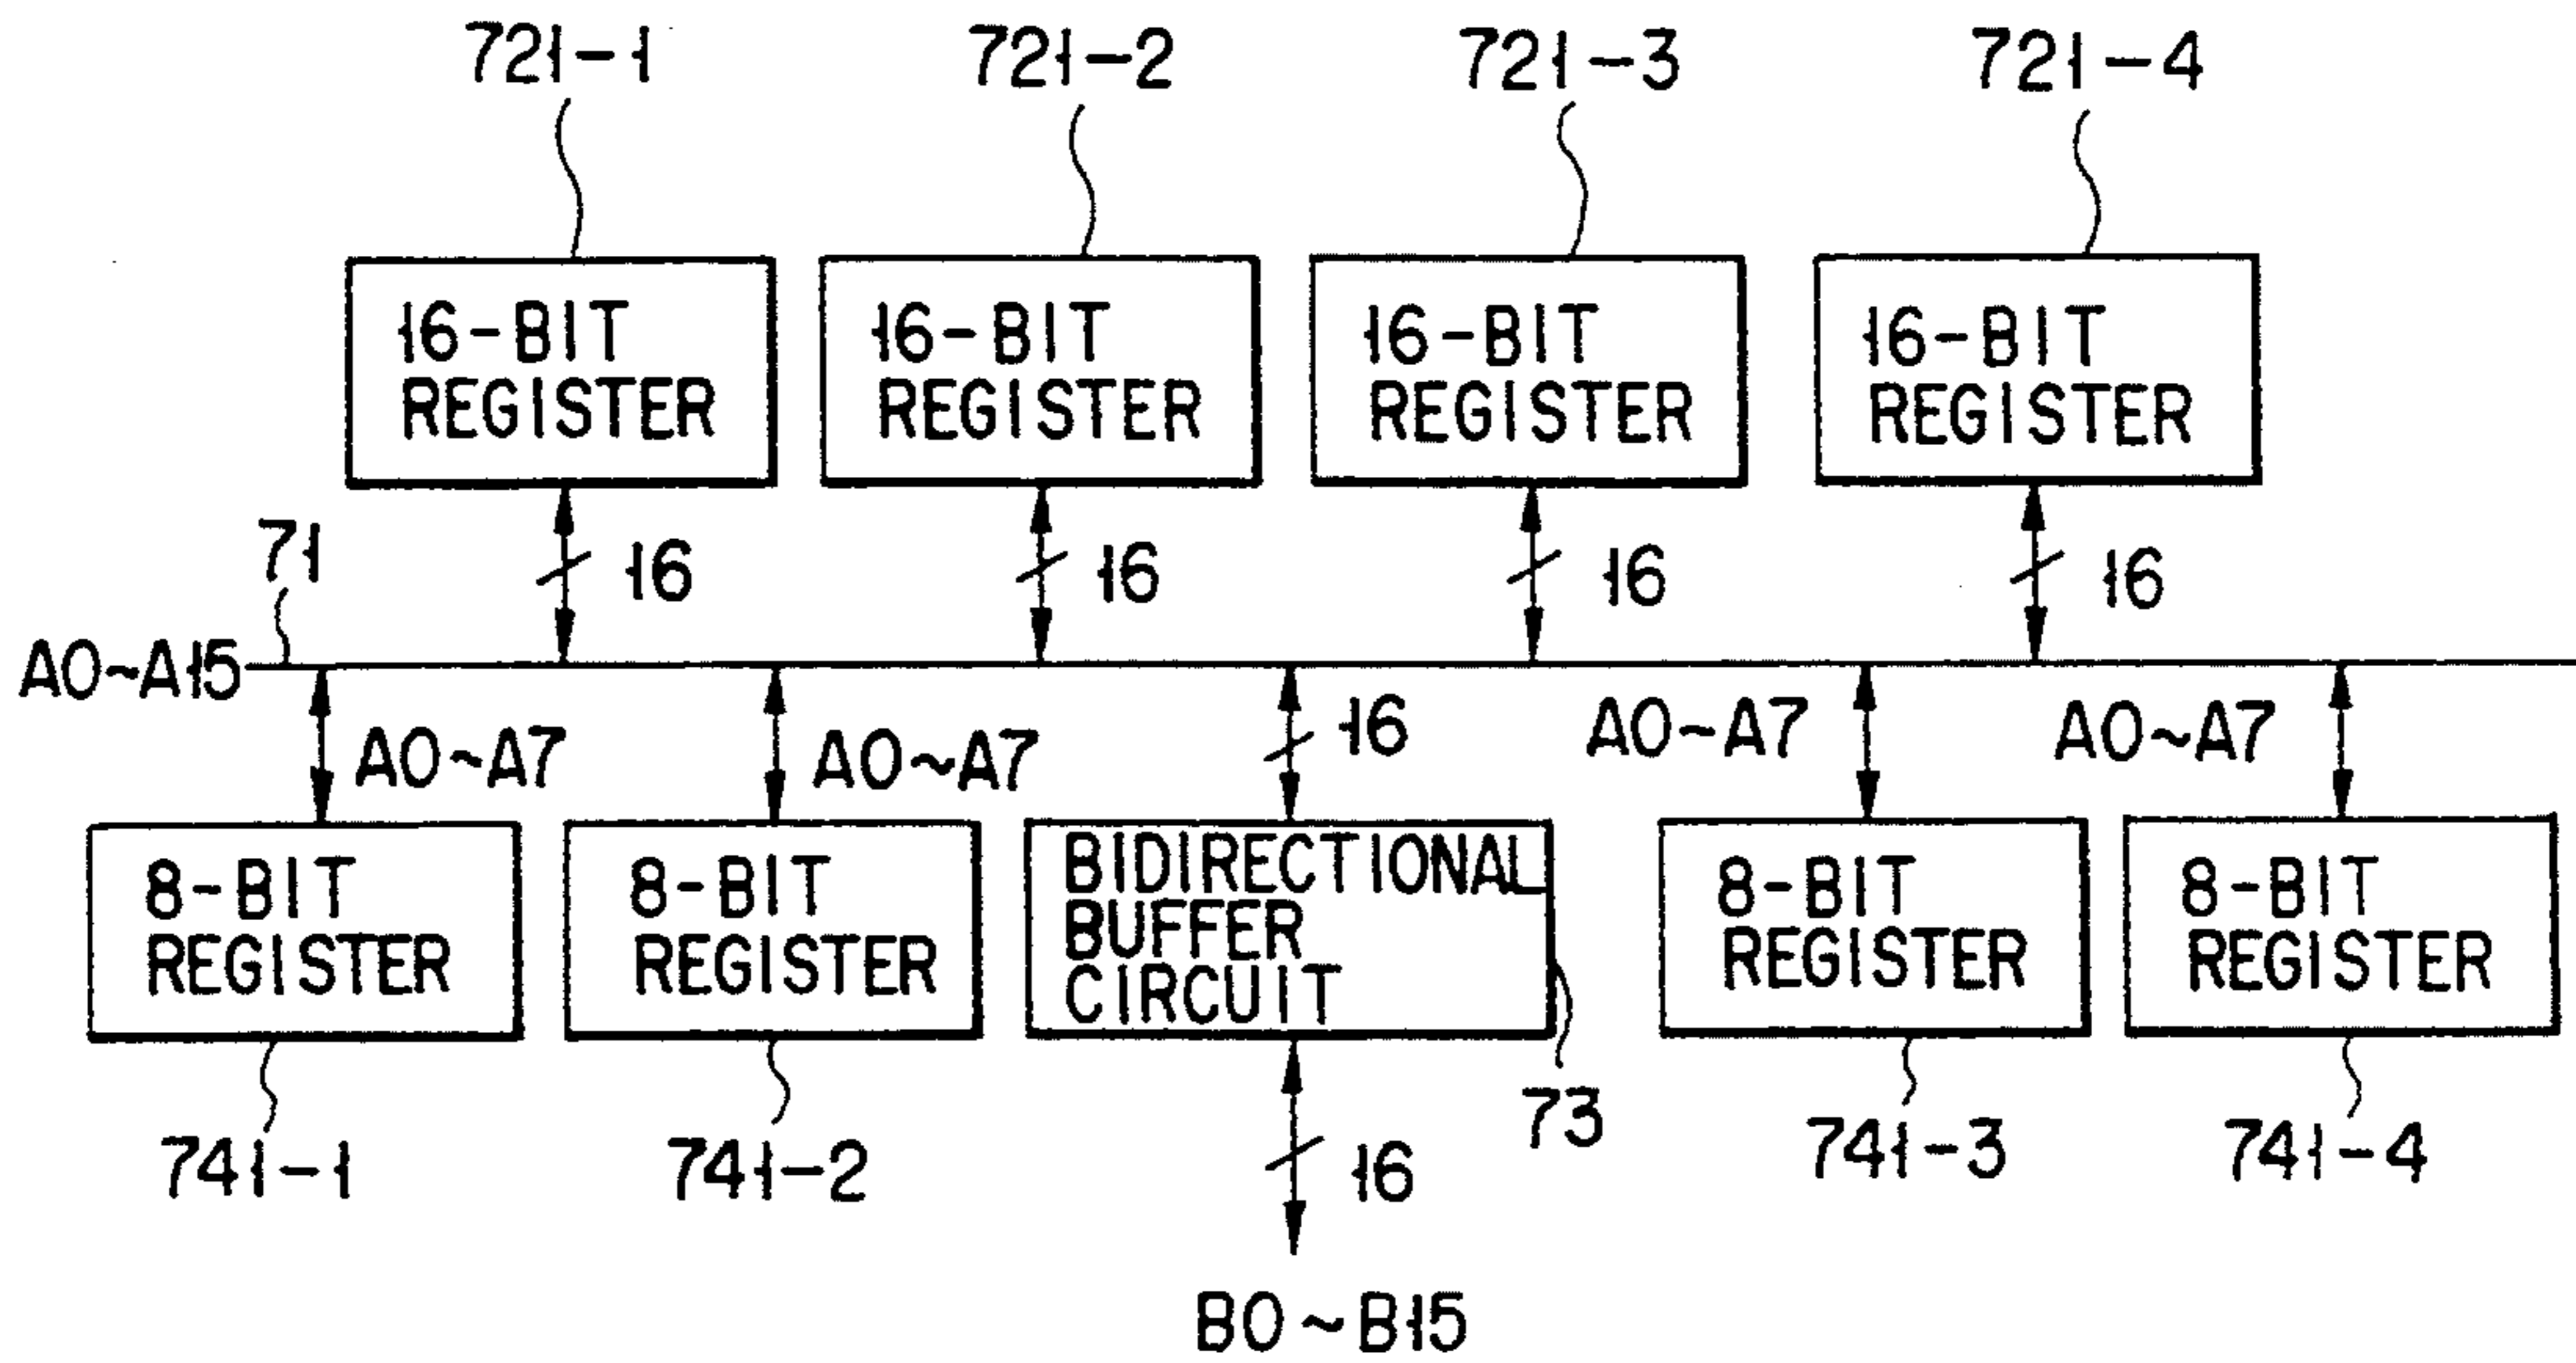 721-1
721-2
721-3
721-4
16-BIT
REGISTER
16-BIT
REGISTER
16-BIT
REGISTER
16-BIT
REGISTER
71
16
16
16
16
A0~A15
A0~A7
A0~A7
16
A0~A7
A0~A7
8-BIT
REGISTER
8-BIT
REGISTER
BIDIRECTIONAL
BUFFER
CIRCUIT
8-BIT
REGISTER
8-BIT
REGISTER
741-1
741-2
16
73
741-3
741-4
B0~B15